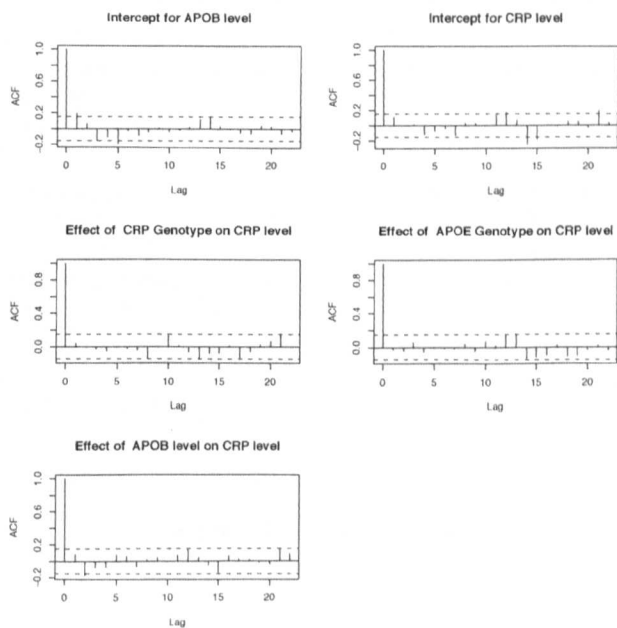 Intercept for APOB level
ACF
-0.2 0.2 0.6 1.0
0 5 10 15 20
Lag
Intercept for CRP level
ACF
-0.2 0.2 0.6 1.0
0 5 10 15 20
Lag
Effect of CRP Genotype on CRP level
ACF
0.0 0.4 0.8
0 5 10 15 20
Lag
Effect of APOE Genotype on CRP level
ACF
0.0 0.4 0.8
0 5 10 15 20
Lag
Effect of APOB level on CRP level
ACF
-0.2 0.2 0.6 1.0
0 5 10 15 20
Lag